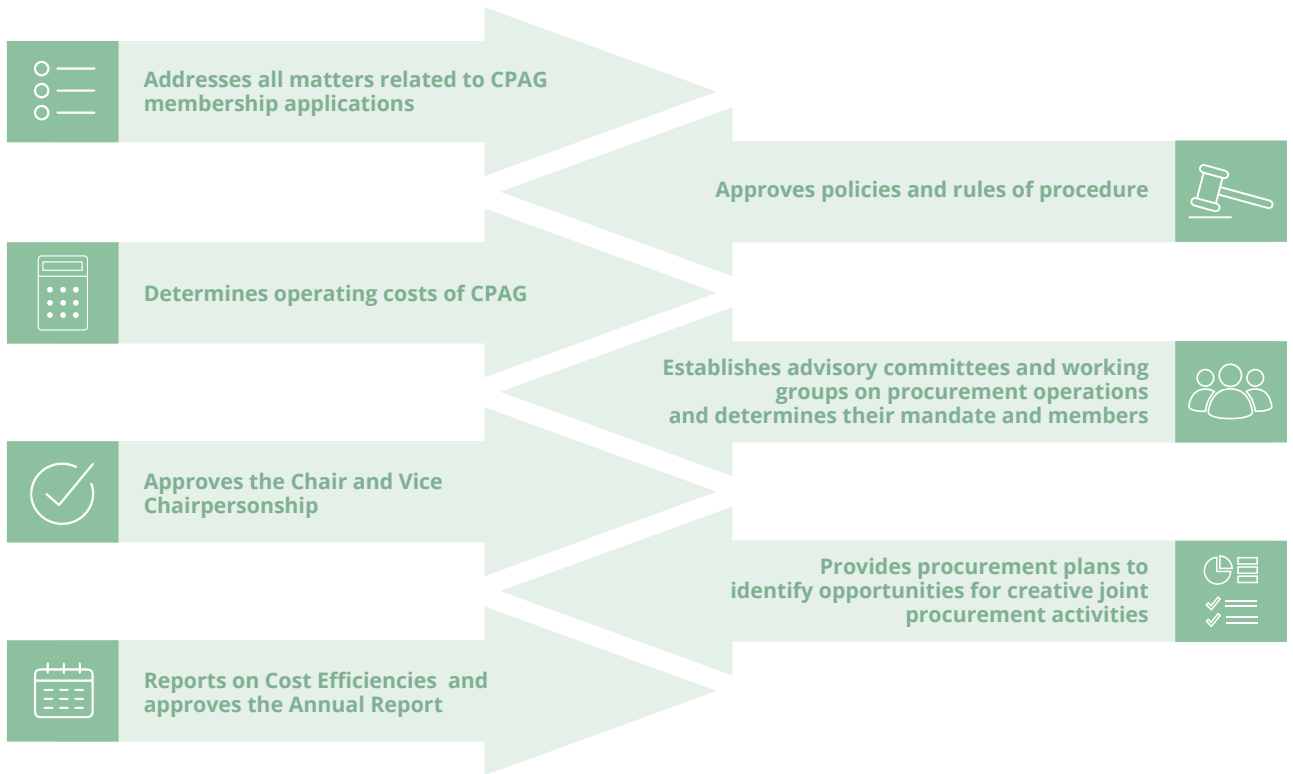 Addresses all matters related to CPAG
membership applications
Approves policies and rules of procedure
Determines operating costs of CPAG
Establishes advisory committees and working
groups on procurement operations
and determines their mandate and members
Approves the Chair and Vice
Chairpersonship
Provides procurement plans to
identify opportunities for creative joint
procurement activities
Reports on Cost Efficiencies  and
approves the Annual Report